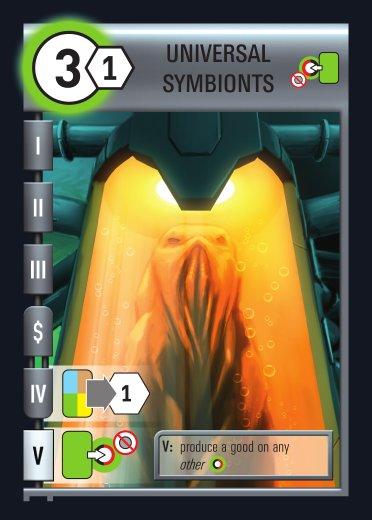 3 1
UNIVERSAL
SYMBIONTS
I
II
III
$
IV 1
V
V: produce a good on any
other